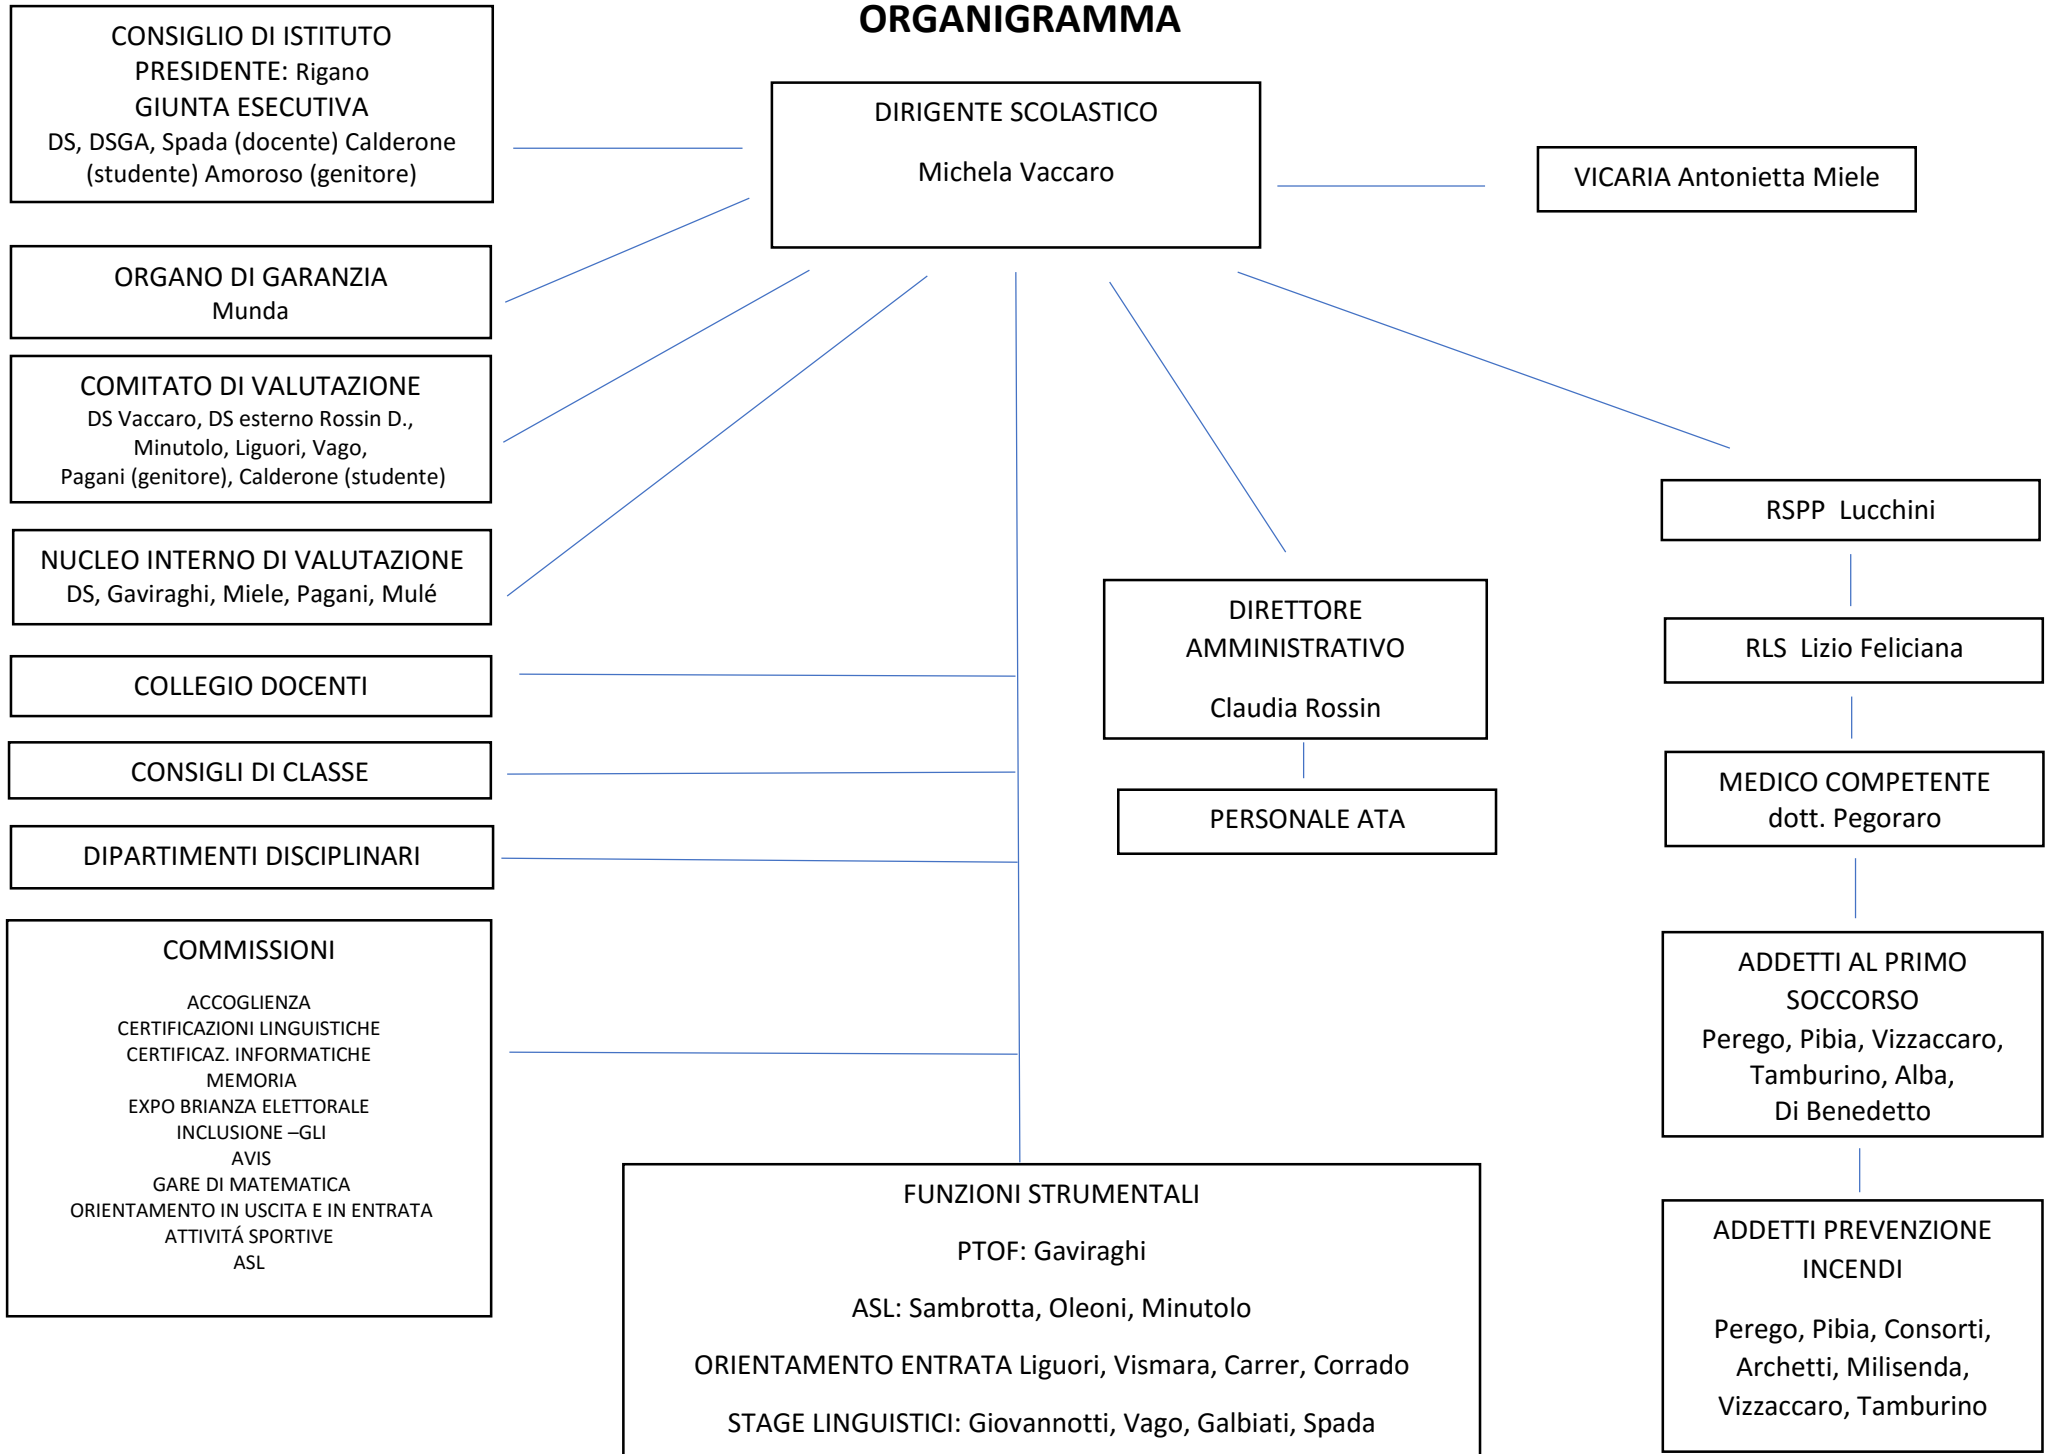 ORGANIGRAMMA
CONSIGLIO DI ISTITUTO
PRESIDENTE: Rigano
GIUNTA ESECUTIVA
DS, DSGA, Spada (docente) Calderone
(studente) Amoroso (genitore)
DIRIGENTE SCOLASTICO
Michela Vaccaro
VICARIA Antonietta Miele
ORGANO DI GARANZIA
Munda
COMITATO DI VALUTAZIONE
DS Vaccaro, DS esterno Rossin D.,
Minutolo, Liguori, Vago,
Pagani (genitore), Calderone (studente)
NUCLEO INTERNO DI VALUTAZIONE
DS, Gaviraghi, Miele, Pagani, Mulé
COLLEGIO DOCENTI
CONSIGLI DI CLASSE
DIPARTIMENTI DISCIPLINARI
COMMISSIONI
ACCOGLIENZA
CERTIFICAZIONI LINGUISTICHE
CERTIFICAZ. INFORMATICHE
MEMORIA
EXPO BRIANZA ELETTORALE
INCLUSIONE –GLI
AVIS
GARE DI MATEMATICA
ORIENTAMENTO IN USCITA E IN ENTRATA
ATTIVITÁ SPORTIVE
ASL
DIRETTORE
AMMINISTRATIVO
Claudia Rossin
PERSONALE ATA
FUNZIONI STRUMENTALI
PTOF: Gaviraghi
ASL: Sambrotta, Oleoni, Minutolo
ORIENTAMENTO ENTRATA Liguori, Vismara, Carrer, Corrado
STAGE LINGUISTICI: Giovannotti, Vago, Galbiati, Spada
RSPP  Lucchini
RLS  Lizio Feliciana
MEDICO COMPETENTE
dott. Pegoraro
ADDETTI AL PRIMO
SOCCORSO
Perego, Pibia, Vizzaccaro,
Tamburino, Alba,
Di Benedetto
ADDETTI PREVENZIONE
INCENDI
Perego, Pibia, Consorti,
Archetti, Milisenda,
Vizzaccaro, Tamburino